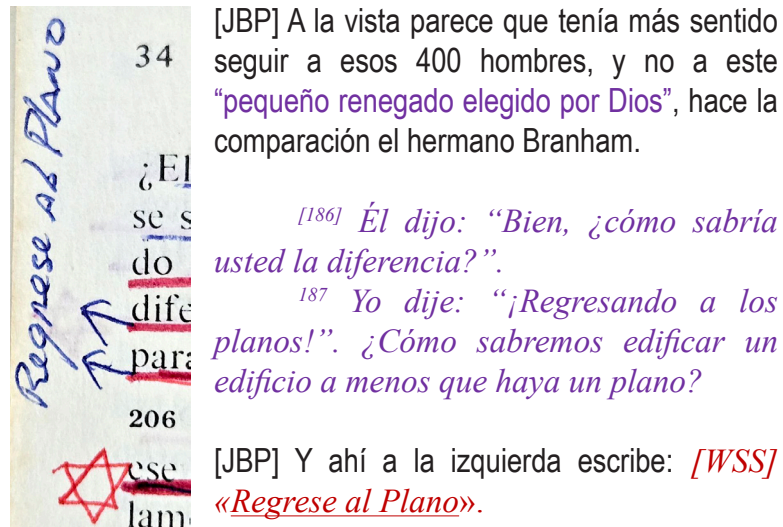 Regrese al Plano
34
¿El
se s
do
dife
para
206
ese
lam
[JBP] A la vista parece que tenía más sentido
seguir a esos 400 hombres, y no a este
“pequeño renegado elegido por Dios”, hace la
comparación el hermano Branham.
[186] Él dijo: “Bien, ¿cómo sabría
usted la diferencia?”.
187 Yo dije: “¡Regresando a los
planos!”. ¿Cómo sabremos edificar un
edificio a menos que haya un plano?
[JBP] Y ahí a la izquierda escribe: [WSS]
«Regrese al Plano».